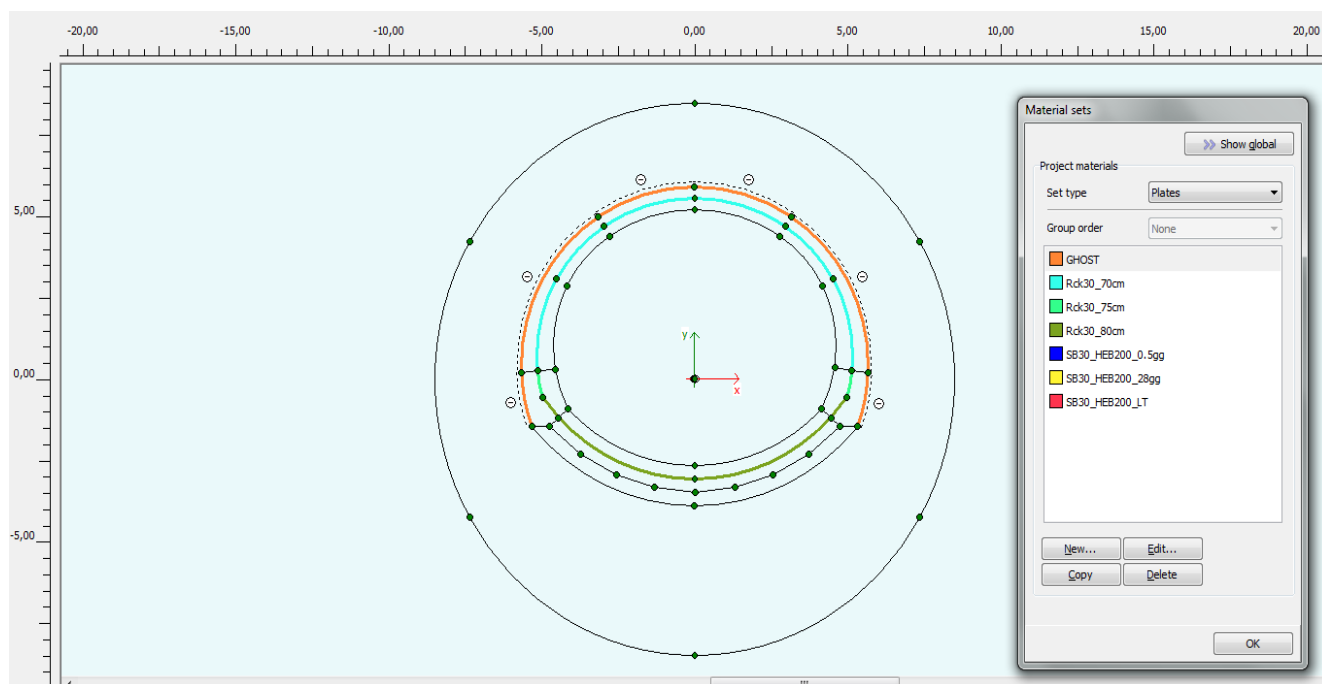 -20,00 -15,00 -10,00 -5,00 0,00 5,00 10,00 15,00 20,00
5,00
0,00
-5,00
y
x
Material sets
Show global
Project materials
Set type Plates
Group order None
GHOST
Rck30_70cm
Rck30_75cm
Rck30_80cm
SB30_HEB200_0.5gg
SB30_HEB200_28gg
SB30_HEB200_LT
New... Edit...
Copy Delete
OK